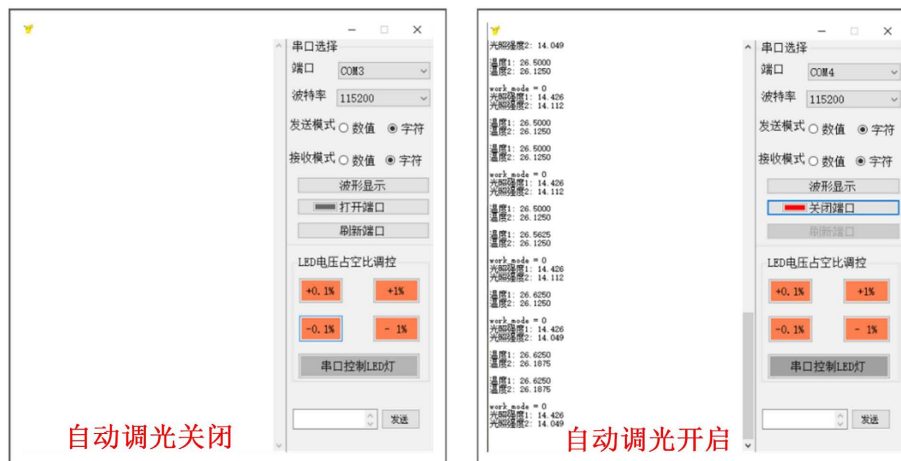 串口选择
端口 COM3
波特率 115200
发送模式 数值 字符
接收模式 数值 字符
波形显示
打开端口
刷新端口
LED电压占空比调控
+0.1% +1%
-0.1% - 1%
串口控制LED灯
发送
自动调光关闭
光照强度2: 14.049
温度1: 26.5000
温度2: 26.1250
work_mode = 0
光照强度1: 14.426
光照强度2: 14.112
温度1: 26.5000
温度2: 26.1250
温度1: 26.5000
温度2: 26.1250
work_mode = 0
光照强度1: 14.426
光照强度2: 14.112
温度1: 26.5000
温度2: 26.1250
温度1: 26.5625
温度2: 26.1250
work_mode = 0
光照强度1: 14.426
光照强度2: 14.112
温度1: 26.6250
温度2: 26.1250
work_mode = 0
光照强度1: 14.426
光照强度2: 14.049
温度1: 26.6250
温度2: 26.1875
温度1: 26.6250
温度2: 26.1875
work_mode = 0
光照强度1: 14.426
光照强度2: 14.049
串口选择
端口 COM4
波特率 115200
发送模式 数值 字符
接收模式 数值 字符
波形显示
关闭端口
刷新端口
LED电压占空比调控
+0.1% +1%
-0.1% - 1%
串口控制LED灯
发送
自动调光开启